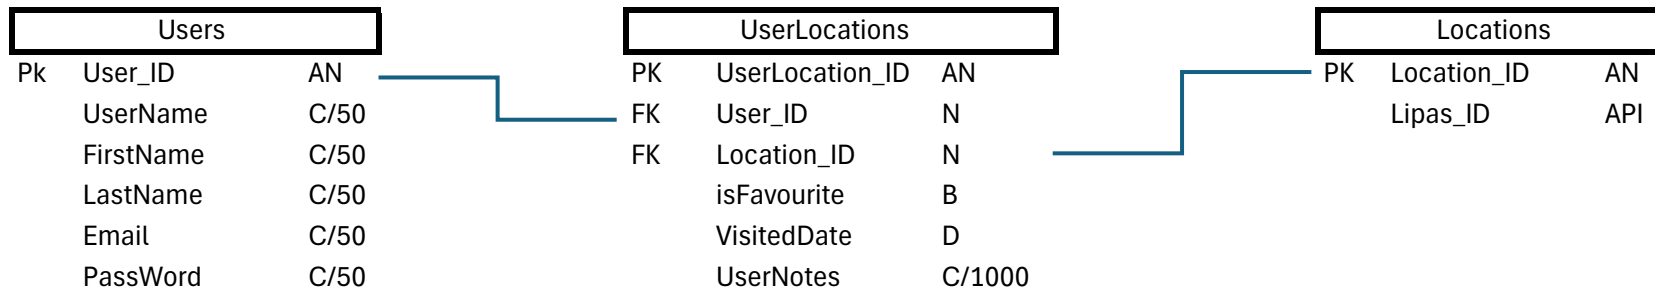 Users UserLocations Locations
Pk User_ID AN PK UserLocation_ID AN PK Location_ID AN
UserName C/50 FK User_ID N Lipas_ID API
FirstName C/50 FK Location_ID N
LastName C/50 isFavourite B
Email C/50 VisitedDate D
PassWord C/50 UserNotes C/1000